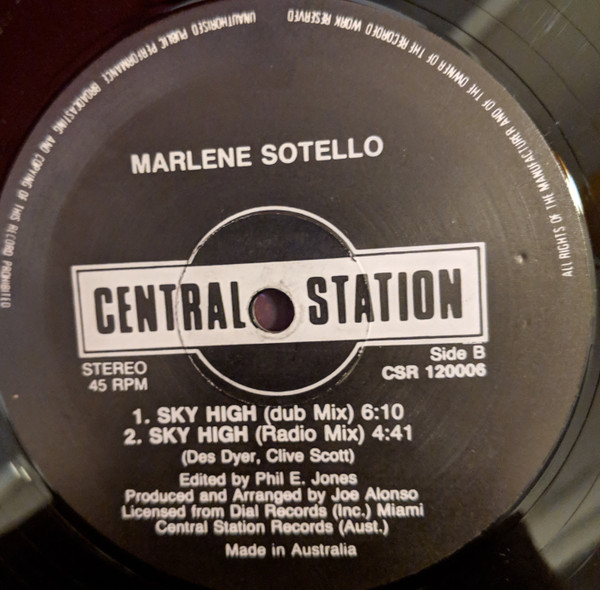 ALL RIGHTS OF THE MANUFACTURER AND OF THE OWNER OF THE RECORDED WORK RESERVED
UNAUTHORISED PUBLIC PERFORMANCE BROADCASTING AND COPYING OF THIS RECORD PROHIBITED
MARLENE SOTELLO
CENTRAL STATION
STEREO
45 RPM
Side B
CSR 120006
1. SKY HIGH (dub Mix) 6:10
2. SKY HIGH (Radio Mix) 4:41
(Des Dyer, Clive Scott)
Edited by Phil E. Jones
Produced and Arranged by Joe Alonso
Licensed from Dial Records (Inc.) Miami
Central Station Records (Aust.)
Made in Australia